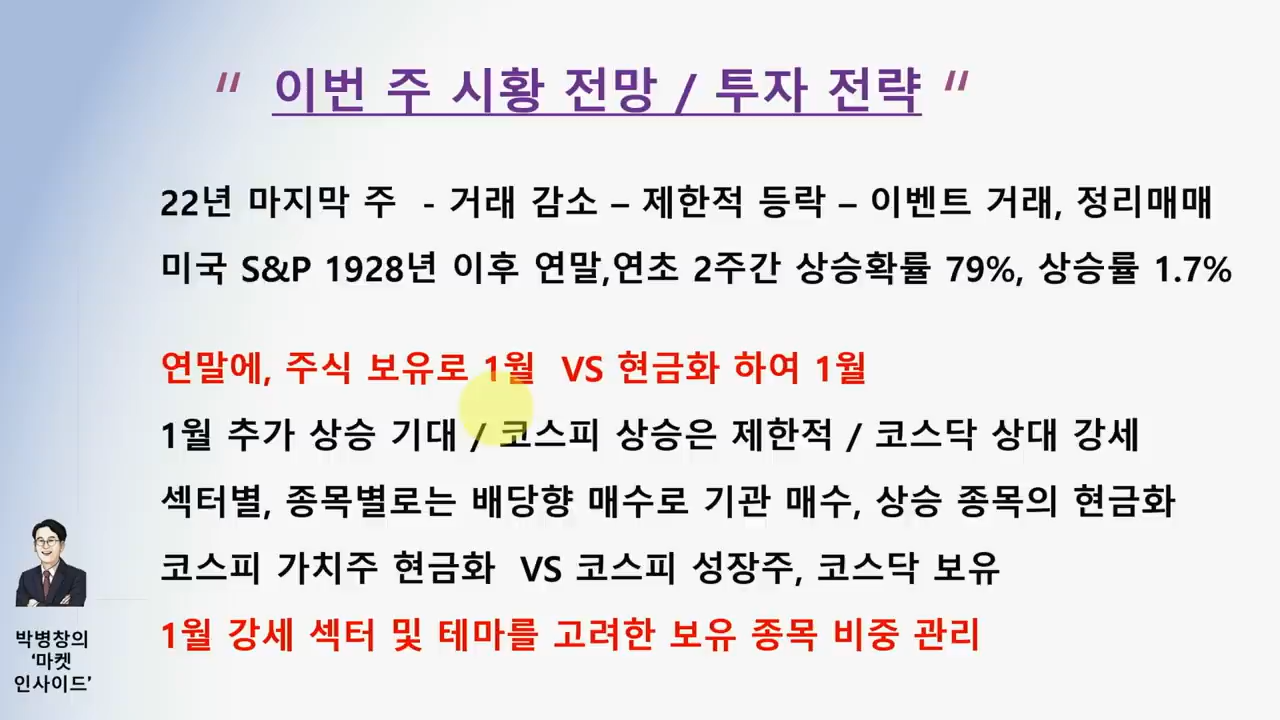 “ 이번 주 시황 전망 / 투자 전략 “
22년 마지막 주 - 거래 감소 – 제한적 등락 – 이벤트 거래, 정리매매
미국 S&P 1928년 이후 연말,연초 2주간 상승확률 79%, 상승률 1.7%
연말에, 주식 보유로 1월 VS 현금화 하여 1월
1월 추가 상승 기대 / 코스피 상승은 제한적 / 코스닥 상대 강세
섹터별, 종목별로는 배당향 매수로 기관 매수, 상승 종목의 현금화
코스피 가치주 현금화 VS 코스피 성장주, 코스닥 보유
1월 강세 섹터 및 테마를 고려한 보유 종목 비중 관리
박병창의
‘마켓
인사이드’